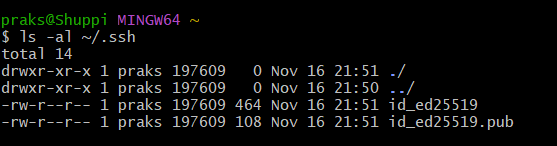 praks@Shuppi MINGW64 ~
$ ls -al ~/.ssh
total 14
drwxr-xr-x 1 praks 197609   0 Nov 16 21:51 ./
drwxr-xr-x 1 praks 197609   0 Nov 16 21:50 ../
-rw-r--r-- 1 praks 197609 464 Nov 16 21:51 id_ed25519
-rw-r--r-- 1 praks 197609 108 Nov 16 21:51 id_ed25519.pub